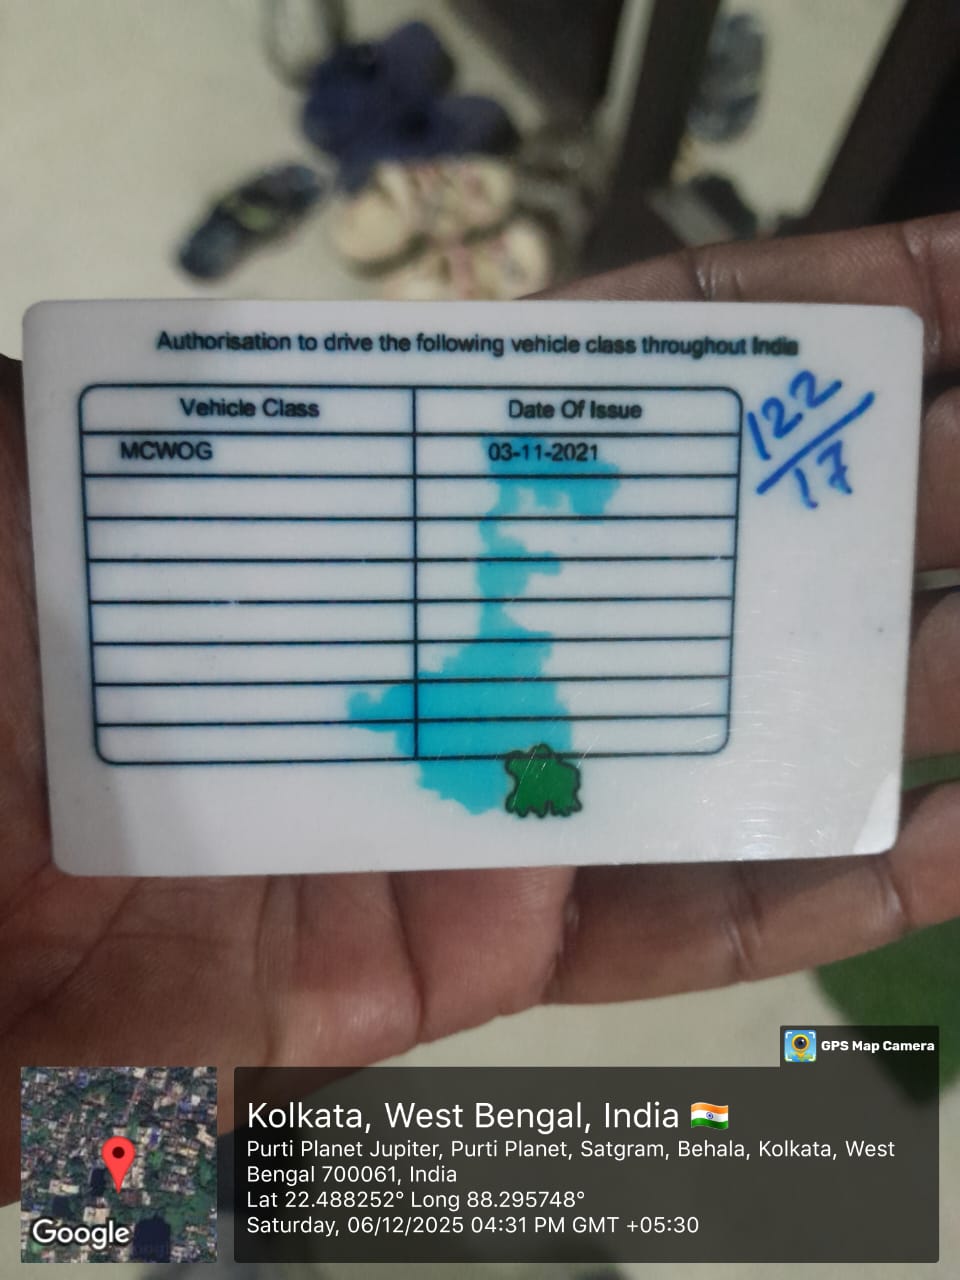 Authorisation to drive the following vehicle class throughout India
Vehicle Class Date Of Issue
MCWOG 03-11-2021
122
17
GPS Map Camera
Kolkata, West Bengal, India
Purti Planet Jupiter, Purti Planet, Satgram, Behala, Kolkata, West
Bengal 700061, India
Lat 22.488252° Long 88.295748°
Saturday, 06/12/2025 04:31 PM GMT +05:30
Google